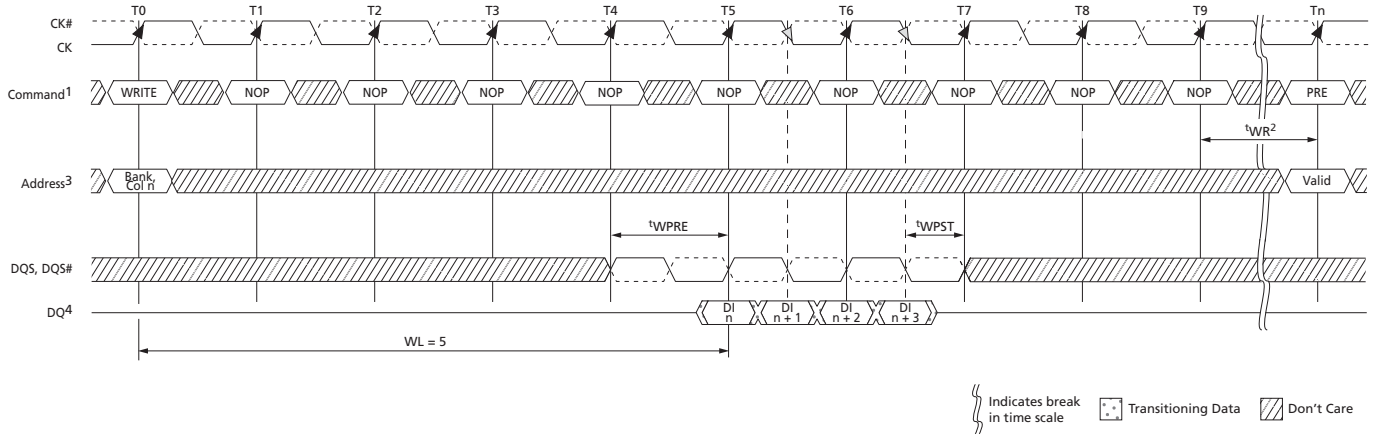 T0 T1 T2 T3 T4 T5 T6 T7 T8 T9 Tn
CK#
CK
Command1 WRITE NOP NOP NOP NOP NOP NOP NOP NOP NOP PRE
tWR2
Address3 Bank, Col n Valid
tWPRE tWPST
DQS, DQS#
DQ4 DI n DI n + 1 DI n + 2 DI n + 3
WL = 5
Indicates break
in time scale
Transitioning Data
Don't Care